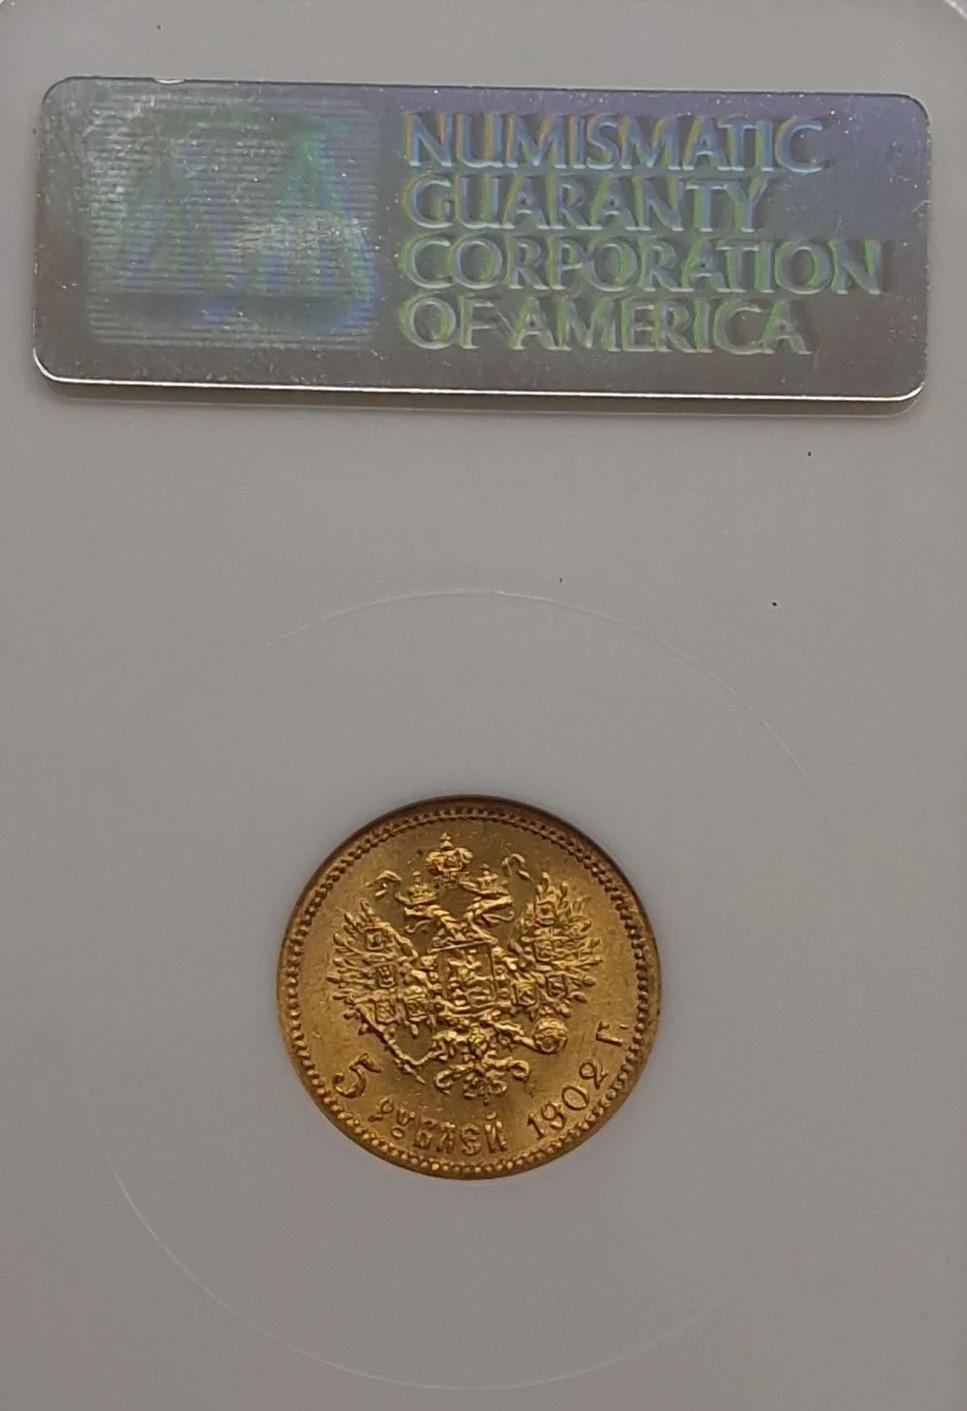 NUMISMATIC
GUARANTY
CORPORATION
OF AMERICA
5 РУБЛЕЙ 1902 Г.